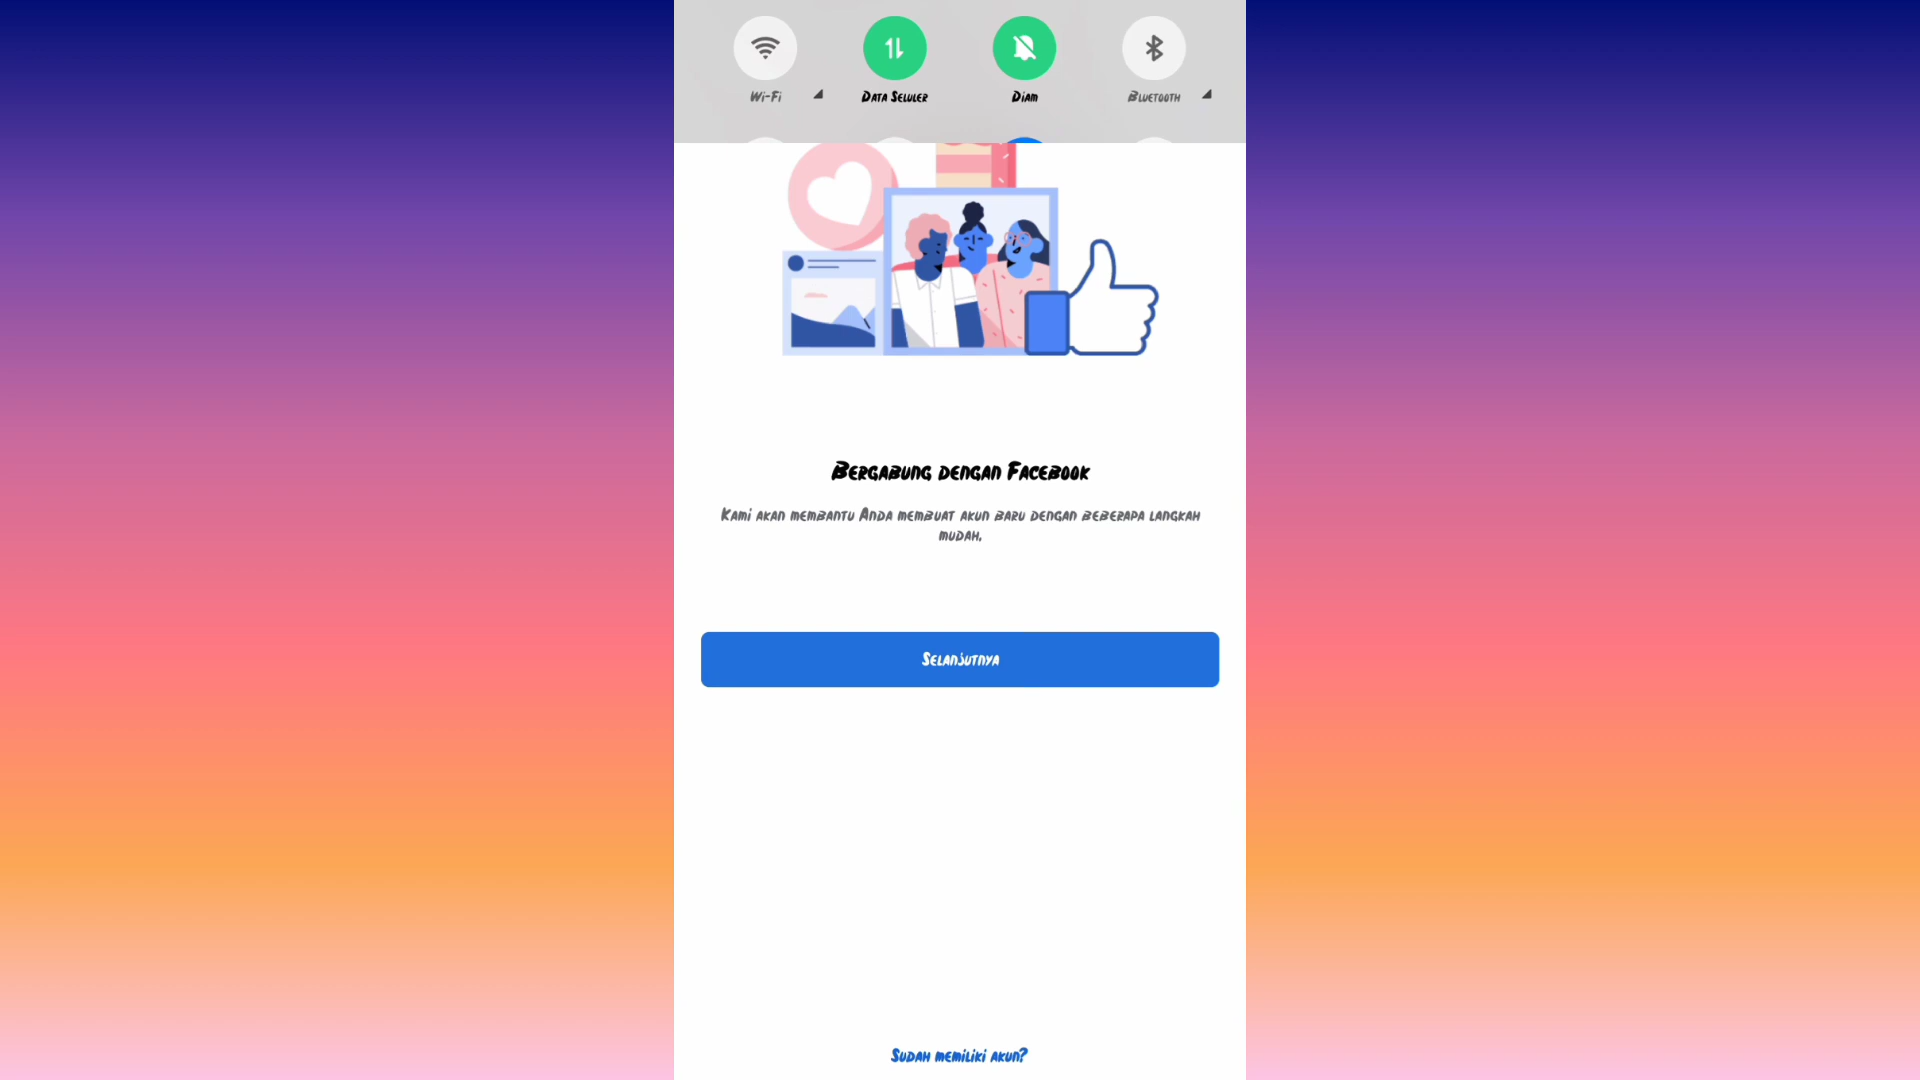 Wi-Fi
Data Seluler
Diam
Bluetooth
Bergabung dengan Facebook
Kami akan membantu Anda membuat akun baru dengan beberapa langkah
mudah.
Selanjutnya
Sudah memiliki akun?